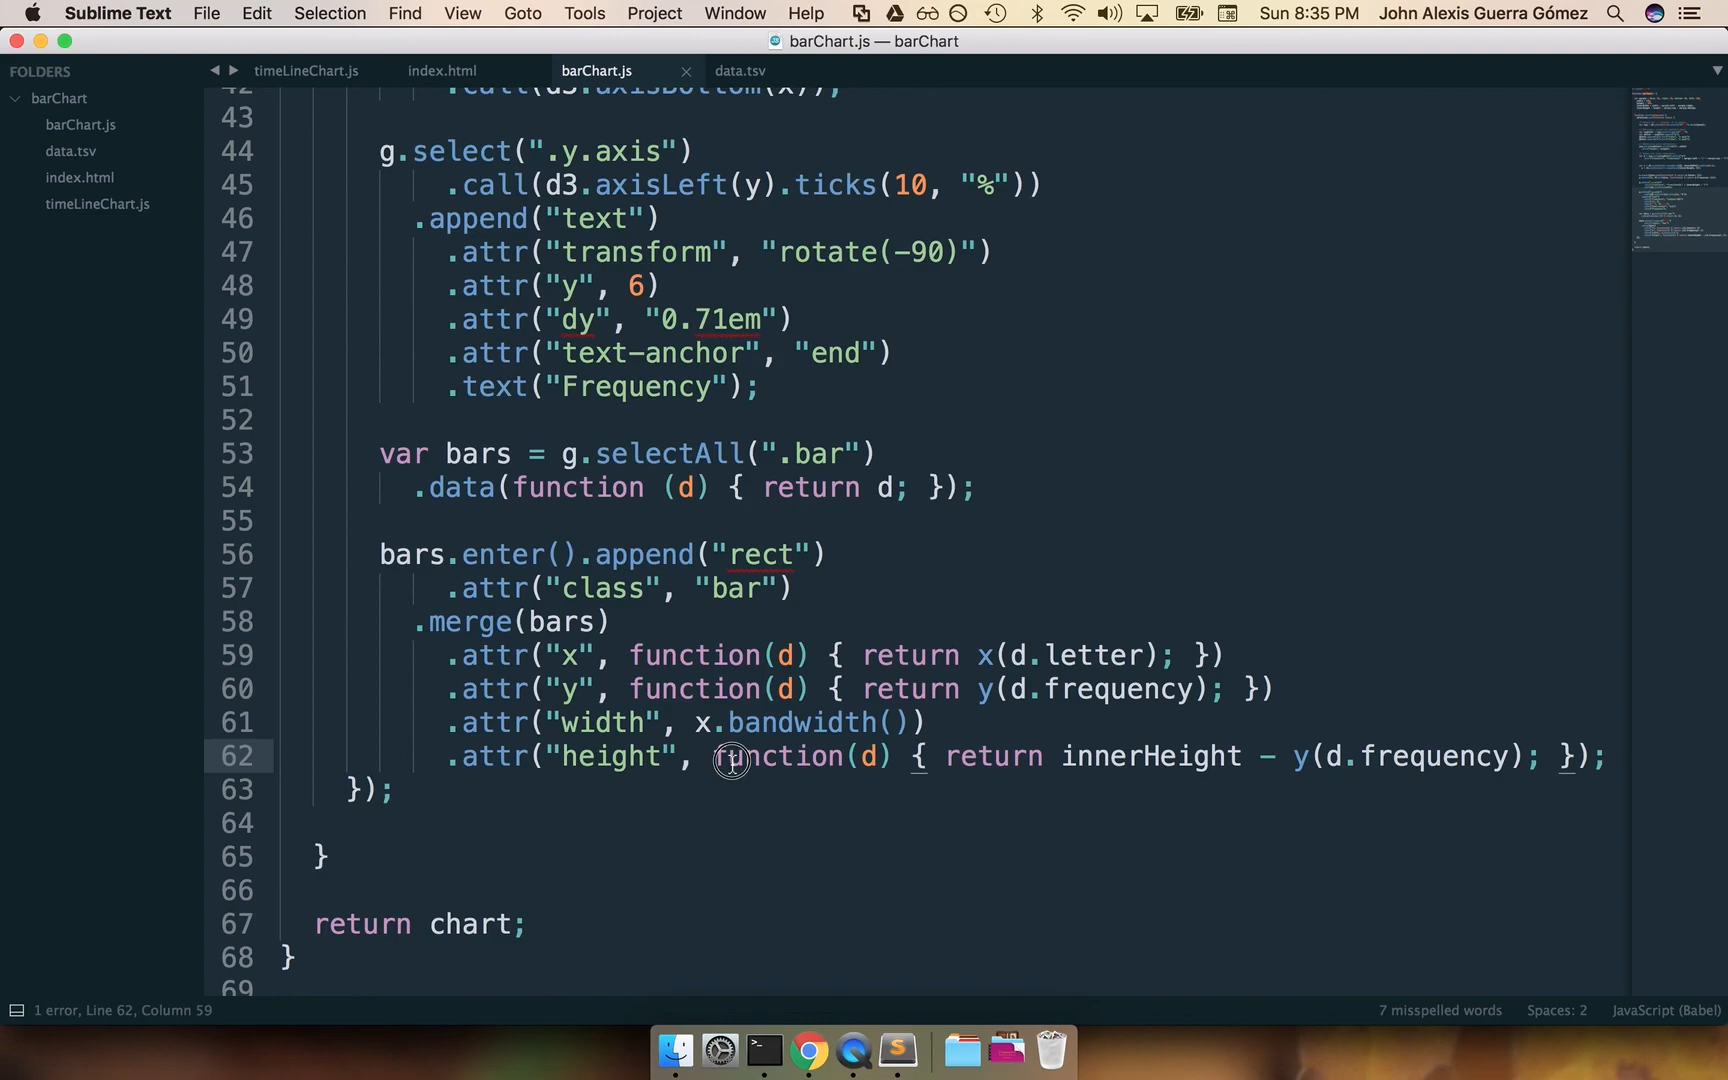 Sublime Text File Edit Selection Find View Goto Tools Project Window Help Sun 8:35 PM John Alexis Guerra Gómez
barChart.js — barChart
FOLDERS
barChart
barChart.js
data.tsv
index.html
timeLineChart.js
timeLineChart.js index.html barChart.js data.tsv
42 .call(d3.axisBottom(x));
43
44 g.select(".y.axis")
45 .call(d3.axisLeft(y).ticks(10, "%"))
46 .append("text")
47 .attr("transform", "rotate(-90)")
48 .attr("y", 6)
49 .attr("dy", "0.71em")
50 .attr("text-anchor", "end")
51 .text("Frequency");
52
53 var bars = g.selectAll(".bar")
54 .data(function (d) { return d; });
55
56 bars.enter().append("rect")
57 .attr("class", "bar")
58 .merge(bars)
59 .attr("x", function(d) { return x(d.letter); })
60 .attr("y", function(d) { return y(d.frequency); })
61 .attr("width", x.bandwidth())
62 .attr("height", function(d) { return innerHeight - y(d.frequency); });
63 });
64
65 }
66
67 return chart;
68 }
69
1 error, Line 62, Column 59 7 misspelled words Spaces: 2 JavaScript (Babel)